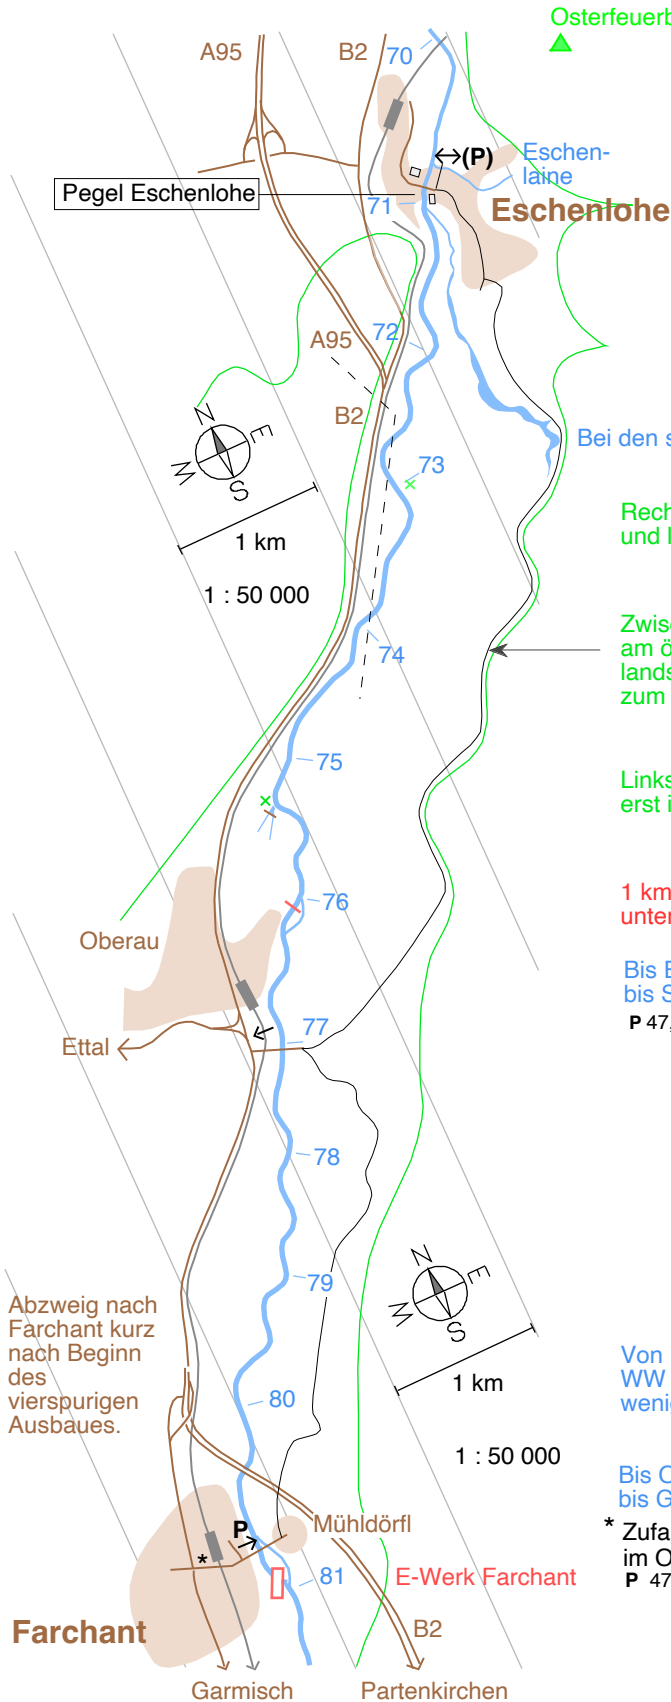 Osterfeuerb
A95
B2
70
(P)
Eschen-
laine
Pegel Eschenlohe
71
Eschenlohe
72
A95
B2
N
E
W
S
73
Bei den s
1 km
1 : 50 000
Rech
und l
Zwisc
am ö
lands
zum
74
75
Links
erst i
76
1 km
unter
Oberau
Bis E
bis S
P 47,
77
Ettal
78
N
E
W
S
79
Abzweig nach
Farchant kurz
nach Beginn
des
vierspurigen
Ausbaues.
Von
WW
wenig
1 km
80
1 : 50 000
Bis O
bis G
* Zufa
im O
P 47
P
Mühldörfl
*
81
E-Werk Farchant
B2
Farchant
Garmisch
Partenkirchen